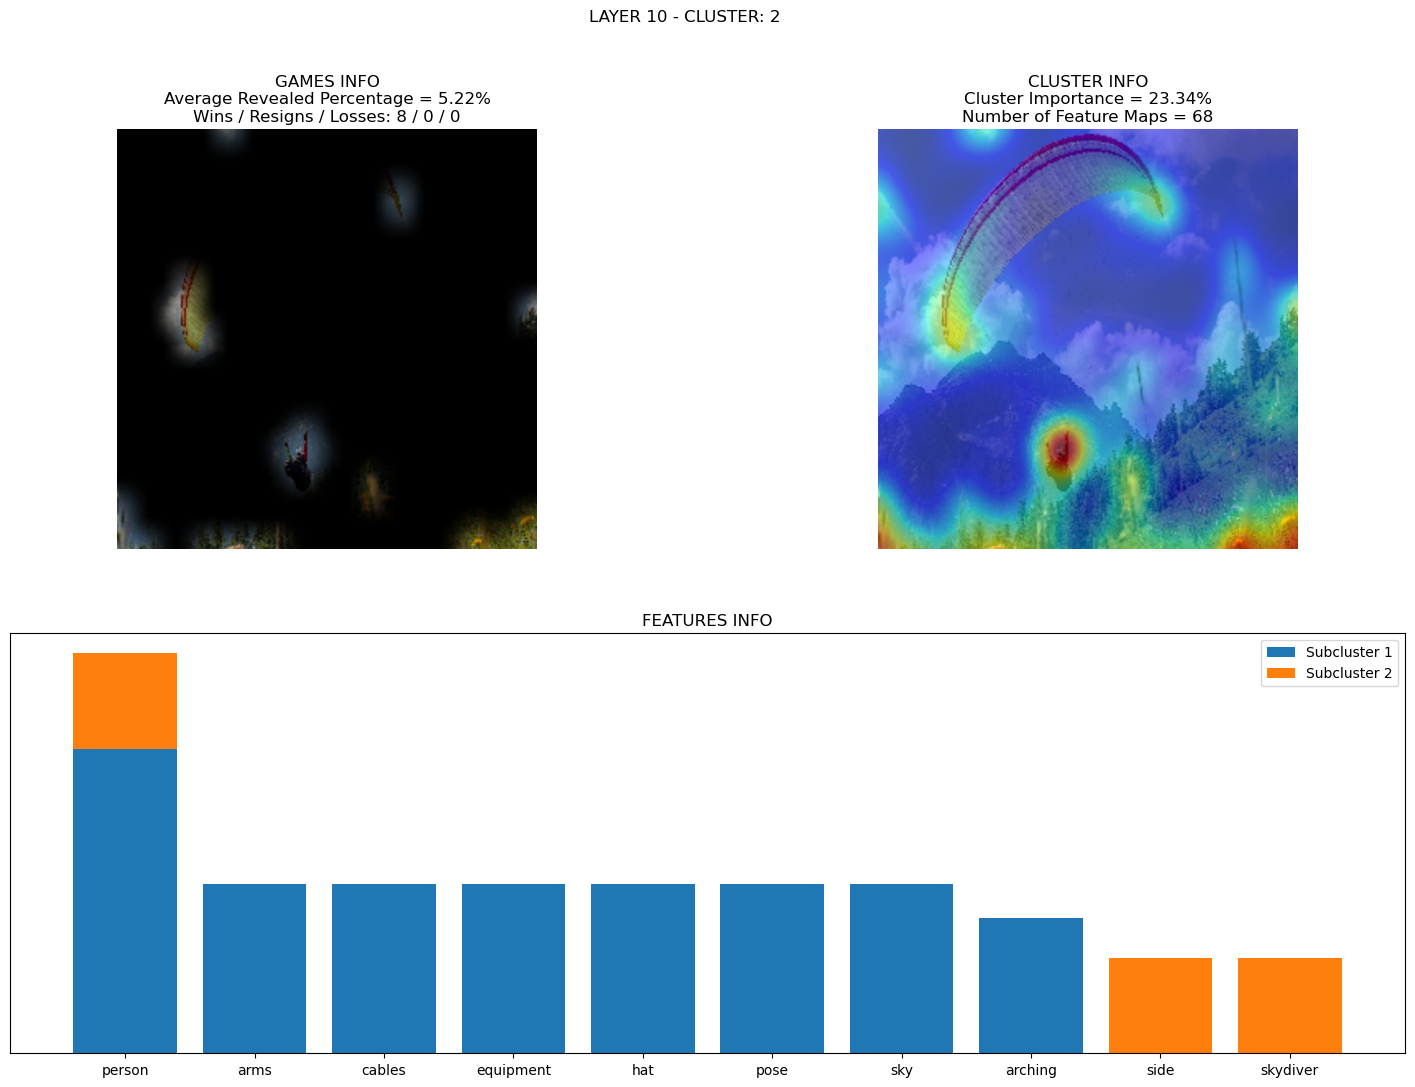 LAYER 10 - CLUSTER: 2
GAMES INFO
Average Revealed Percentage = 5.22%
Wins / Resigns / Losses: 8 / 0 / 0
CLUSTER INFO
Cluster Importance = 23.34%
Number of Feature Maps = 68
FEATURES INFO
Subcluster 1
Subcluster 2
person arms cables equipment hat pose sky arching side skydiver